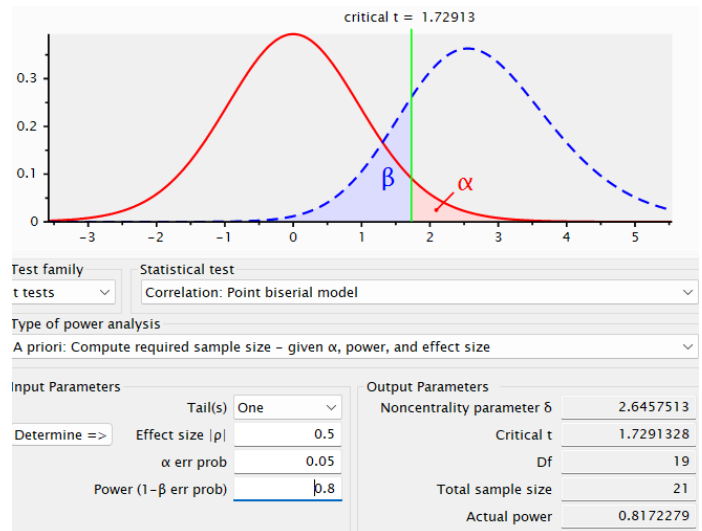 critical t = 1.72913
0.3
0.2
β
α
0.1
0
-3 -2 -1 0 1 2 3 4 5
Test family Statistical test
t tests Correlation: Point biserial model
Type of power analysis
A priori: Compute required sample size – given α, power, and effect size
Input Parameters Output Parameters
Tail(s) One Noncentrality parameter δ 2.6457513
Determine => Effect size |ρ| 0.5 Critical t 1.7291328
α err prob 0.05 Df 19
Power (1-β err prob) 0.8 Total sample size 21
Actual power 0.8172279